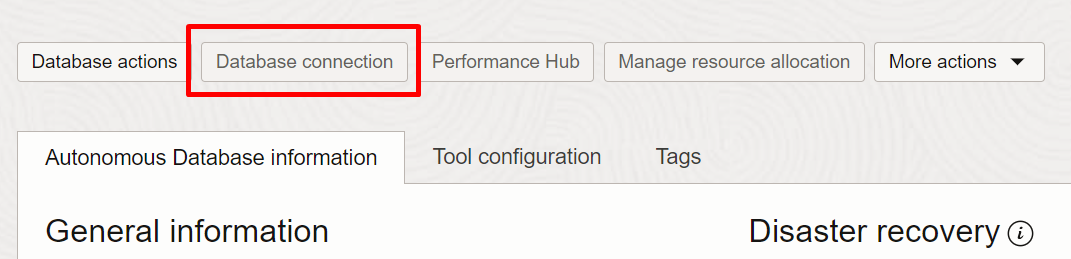 Database actions Database connection Performance Hub Manage resource allocation More actions
Autonomous Database information Tool configuration Tags
General information Disaster recovery